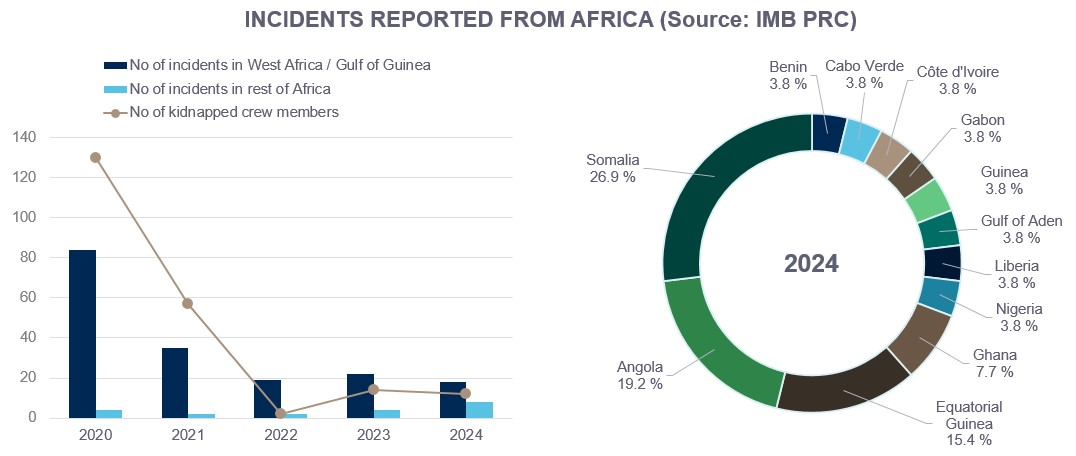 INCIDENTS REPORTED FROM AFRICA (Source: IMB PRC)
No of incidents in West Africa / Gulf of Guinea
No of incidents in rest of Africa
No of kidnapped crew members
140
120
100
80
60
40
20
0
2020
2021
2022
2023
2024
Benin
3.8 %
Cabo Verde
3.8 %
Côte d'Ivoire
3.8 %
Gabon
3.8 %
Guinea
3.8 %
Gulf of Aden
3.8 %
Liberia
3.8 %
Nigeria
3.8 %
Ghana
7.7 %
Equatorial
Guinea
15.4 %
Angola
19.2 %
Somalia
26.9 %
2024